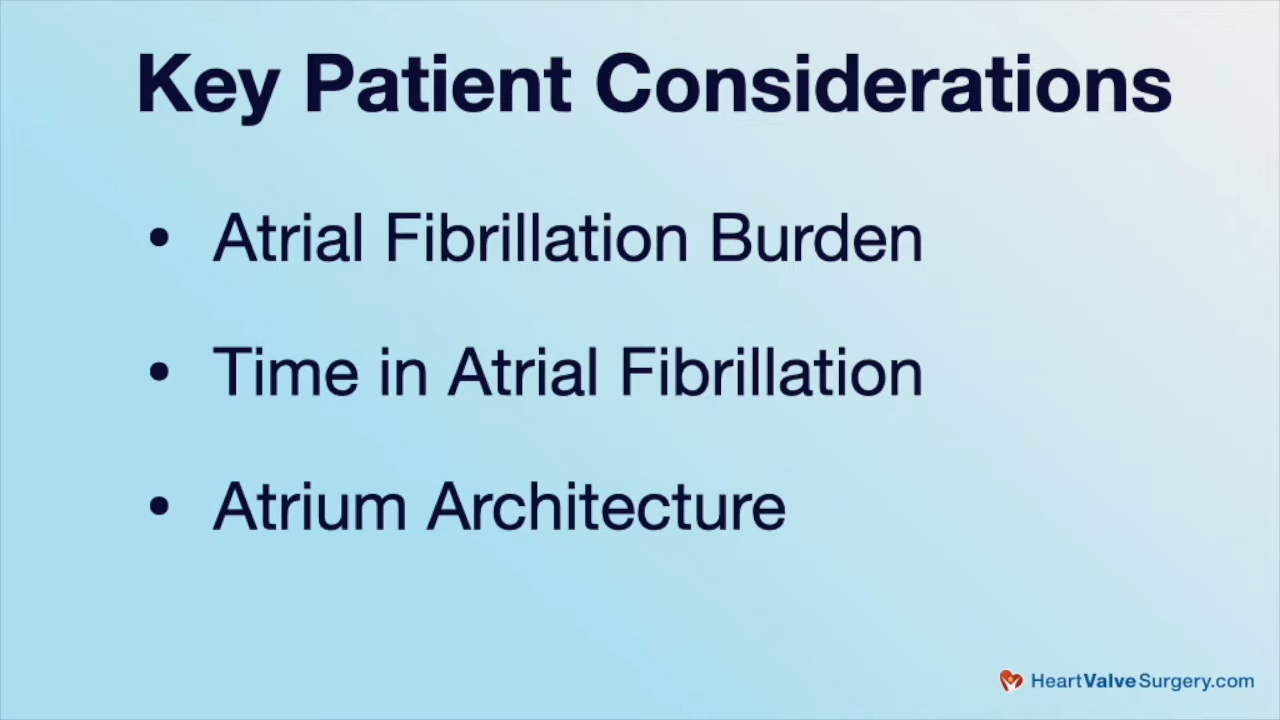 Key Patient Considerations
• Atrial Fibrillation Burden
• Time in Atrial Fibrillation
• Atrium Architecture
HeartValveSurgery.com